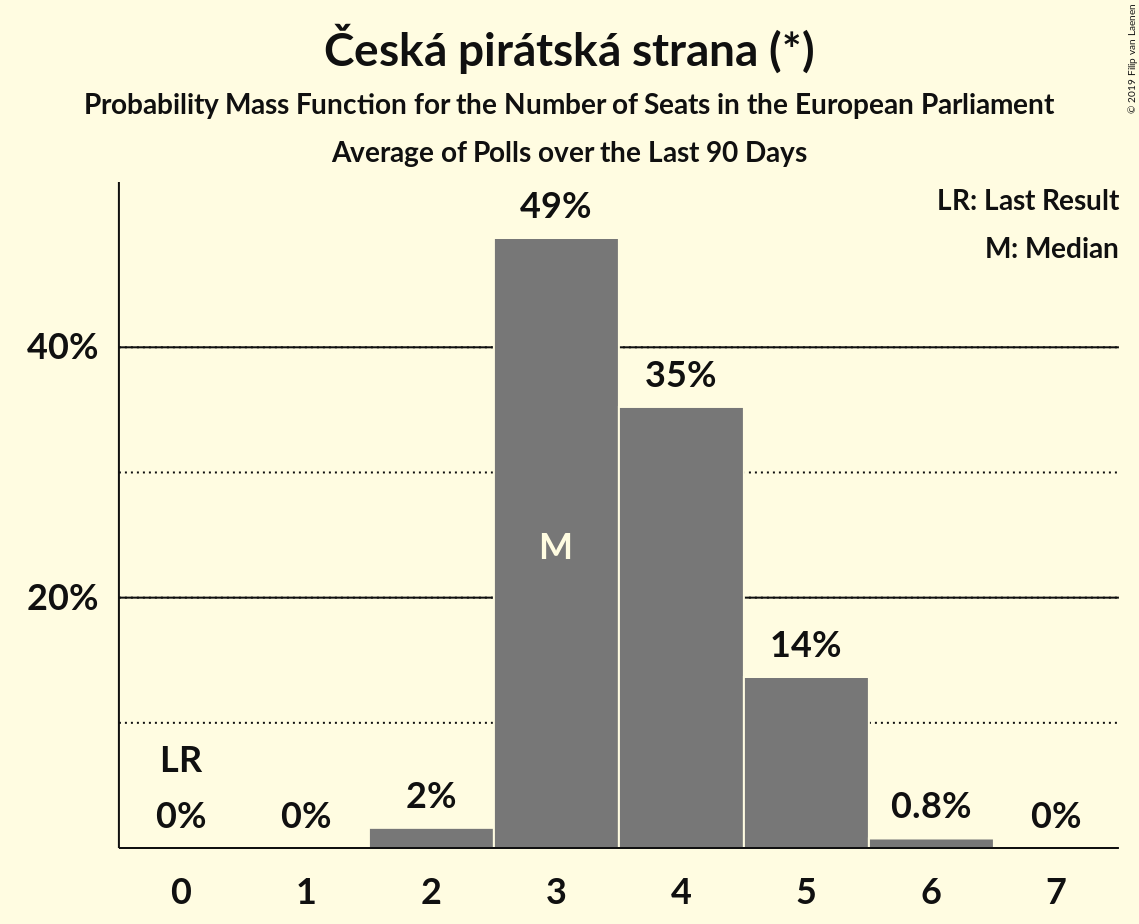 Česká pirátská strana (*)
Probability Mass Function for the Number of Seats in the European Parliament
Average of Polls over the Last 90 Days
© 2019 Filip van Laenen
LR: Last Result
M: Median
49%
40%
35%
M
20%
14%
LR
0%
0%
2%
0.8%
0%
0 1 2 3 4 5 6 7